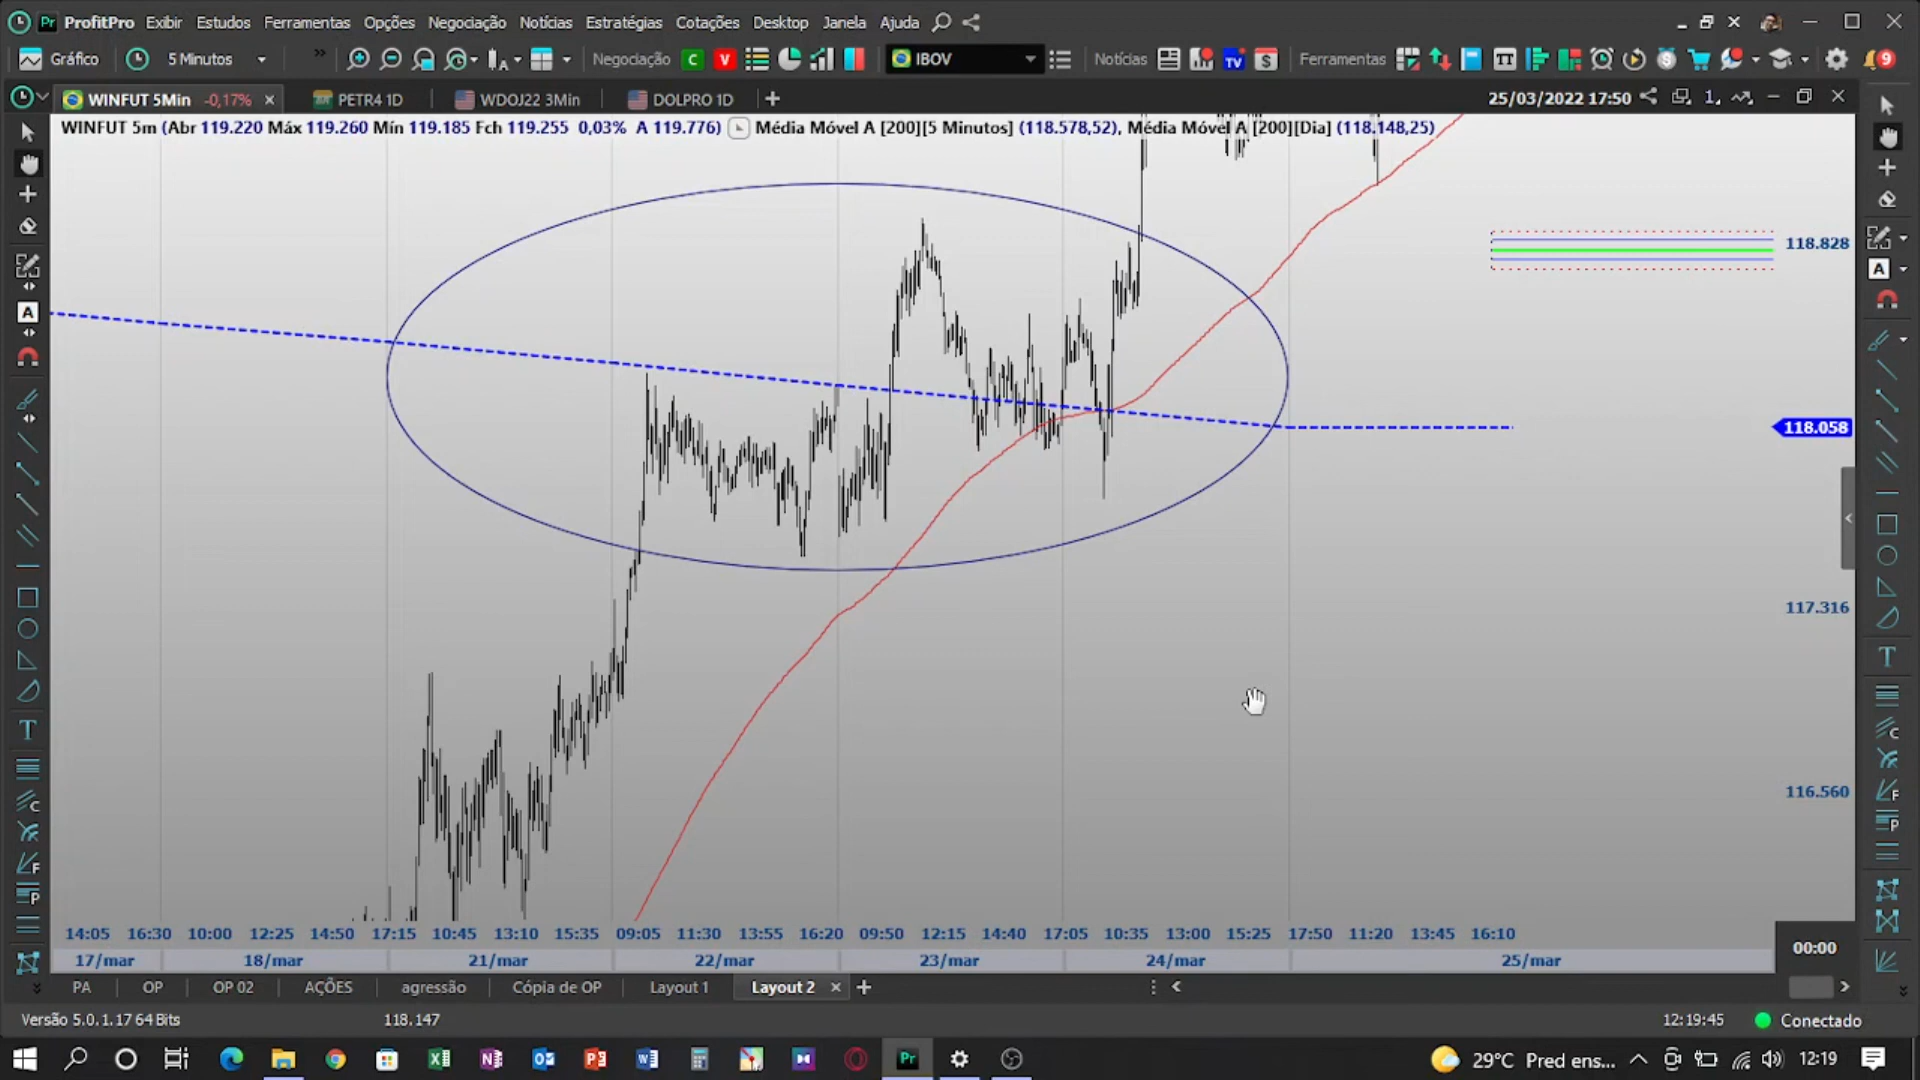 ProfitPro Exibir Estudos Ferramentas Opções Negociação Notícias Estratégias Cotações Desktop Janela Ajuda
Gráfico 5 Minutos Negociação C V IBOV Notícias TV Ferramentas 9
WINFUT 5Min -0,17% PETR4 1D WDOJ22 3Min DOLPRO 1D 25/03/2022 17:50
WINFUT 5m (Abr 119.220 Máx 119.260 Mín 119.185 Fch 119.255 0,03% A 119.776) Média Móvel A [200][5 Minutos] (118.578,52), Média Móvel A [200][Dia] (118.148,25)
118.828
118.058
117.316
116.560
14:05 16:30 10:00 12:25 14:50 17:15 10:45 13:10 15:35 09:05 11:30 13:55 16:20 09:50 12:15 14:40 17:05 10:35 13:00 15:25 17:50 11:20 13:45 16:10
00:00
17/mar 18/mar 21/mar 22/mar 23/mar 24/mar 25/mar
PA OP OP 02 AÇÕES agressão Cópia de OP Layout 1 Layout 2
Versão 5.0.1.17 64 Bits 118.147 12:19:45 Conectado
29°C Pred ens... 12:19